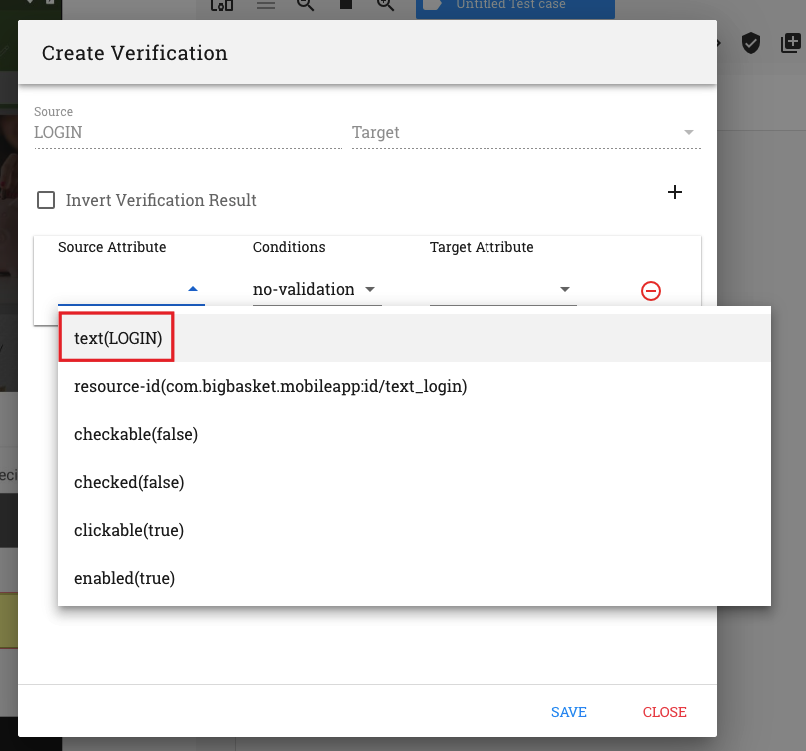 Untitled Test case
Create Verification
Source
LOGIN
Target
Invert Verification Result
Source Attribute
Conditions
Target Attribute
no-validation
text(LOGIN)
resource-id(com.bigbasket.mobileapp:id/text_login)
checkable(false)
checked(false)
clickable(true)
enabled(true)
eci
SAVE
CLOSE